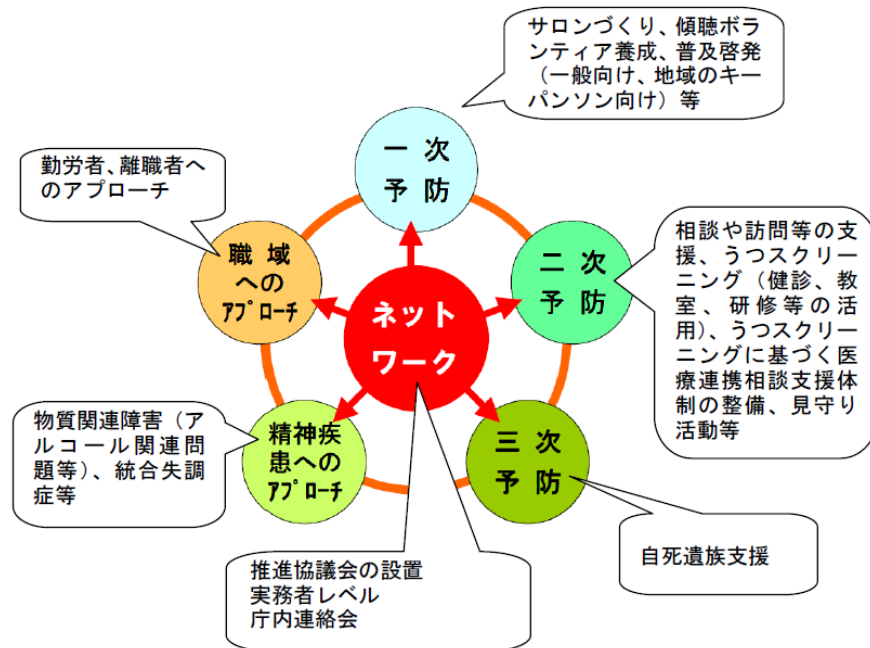 サロンづくり、傾聴ボラ
ンティア養成、普及啓発
（一般向け、地域のキー
パンソン向け）等
一次
予防
勤労者、離職者へ
のアプローチ
職域
への
ｱﾌﾟﾛｰﾁ
二次
予防
相談や訪問等の支
援、うつスクリー
ニング（健診、教
室、研修等の活
用）、うつスクリー
ニングに基づく医
療連携相談支援体
制の整備、見守り
活動等
ネット
ワーク
物質関連障害（ア
ルコール関連問
題等）、統合失調
症等
精神疾
患への
ｱﾌﾟﾛｰﾁ
三次
予防
推進協議会の設置
実務者レベル
庁内連絡会
自死遺族支援